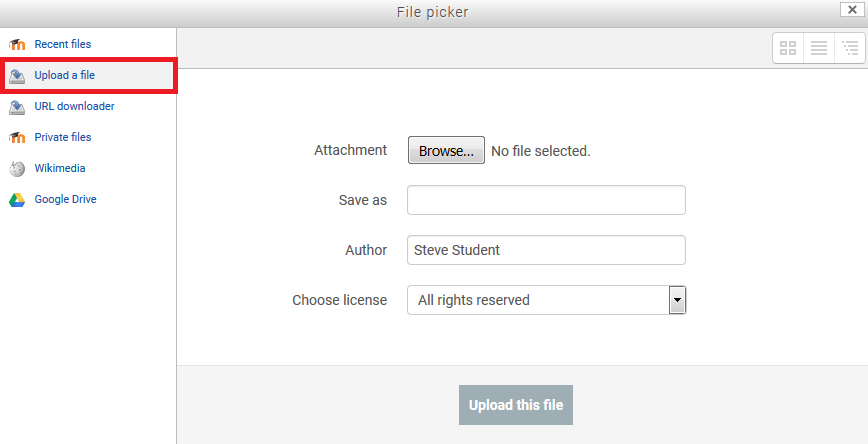 File picker
Recent files
Upload a file
URL downloader
Private files
Wikimedia
Google Drive
Attachment Browse... No file selected.
Save as
Author Steve Student
Choose license All rights reserved
Upload this file